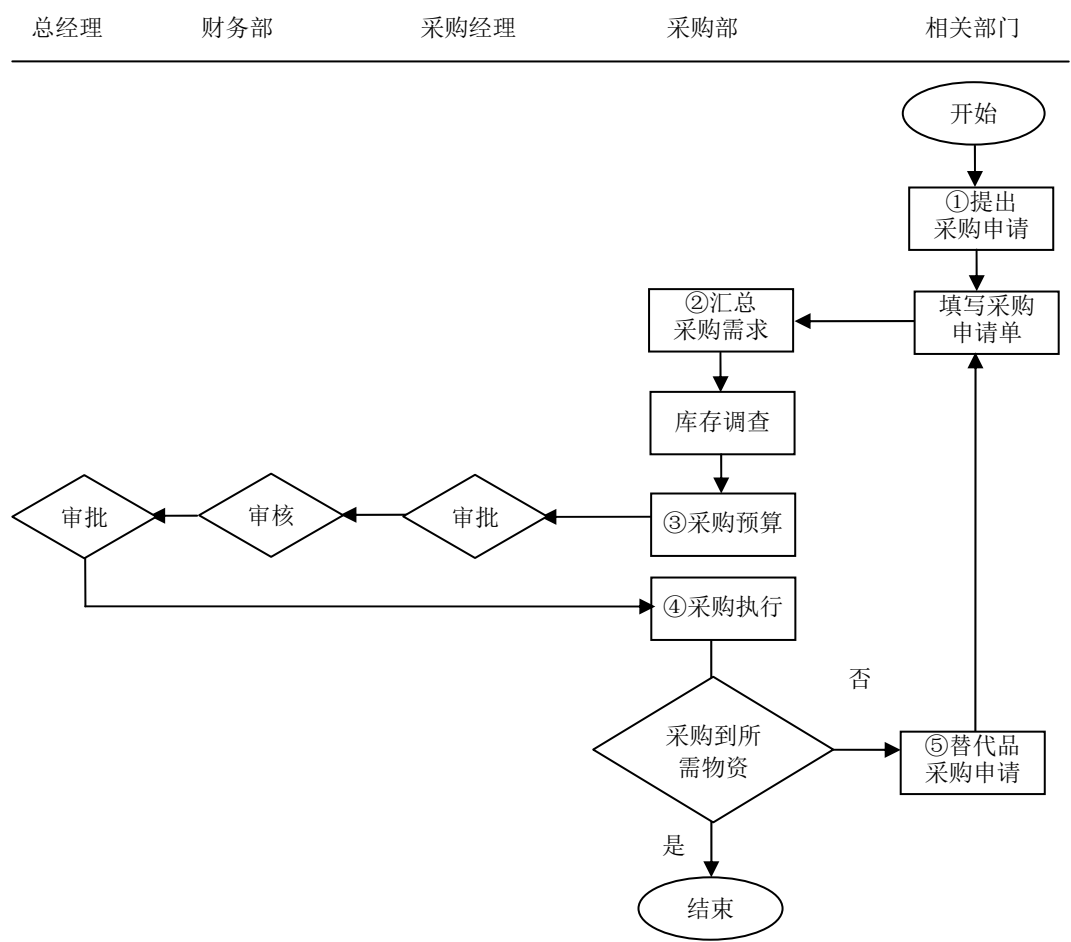 总经理
财务部
采购经理
采购部
相关部门
开始
①提出
采购申请
填写采购
申请单
②汇总
采购需求
库存调查
③采购预算
审批
审核
审批
④采购执行
采购到所
需物资
否
⑤替代品
采购申请
是
结束